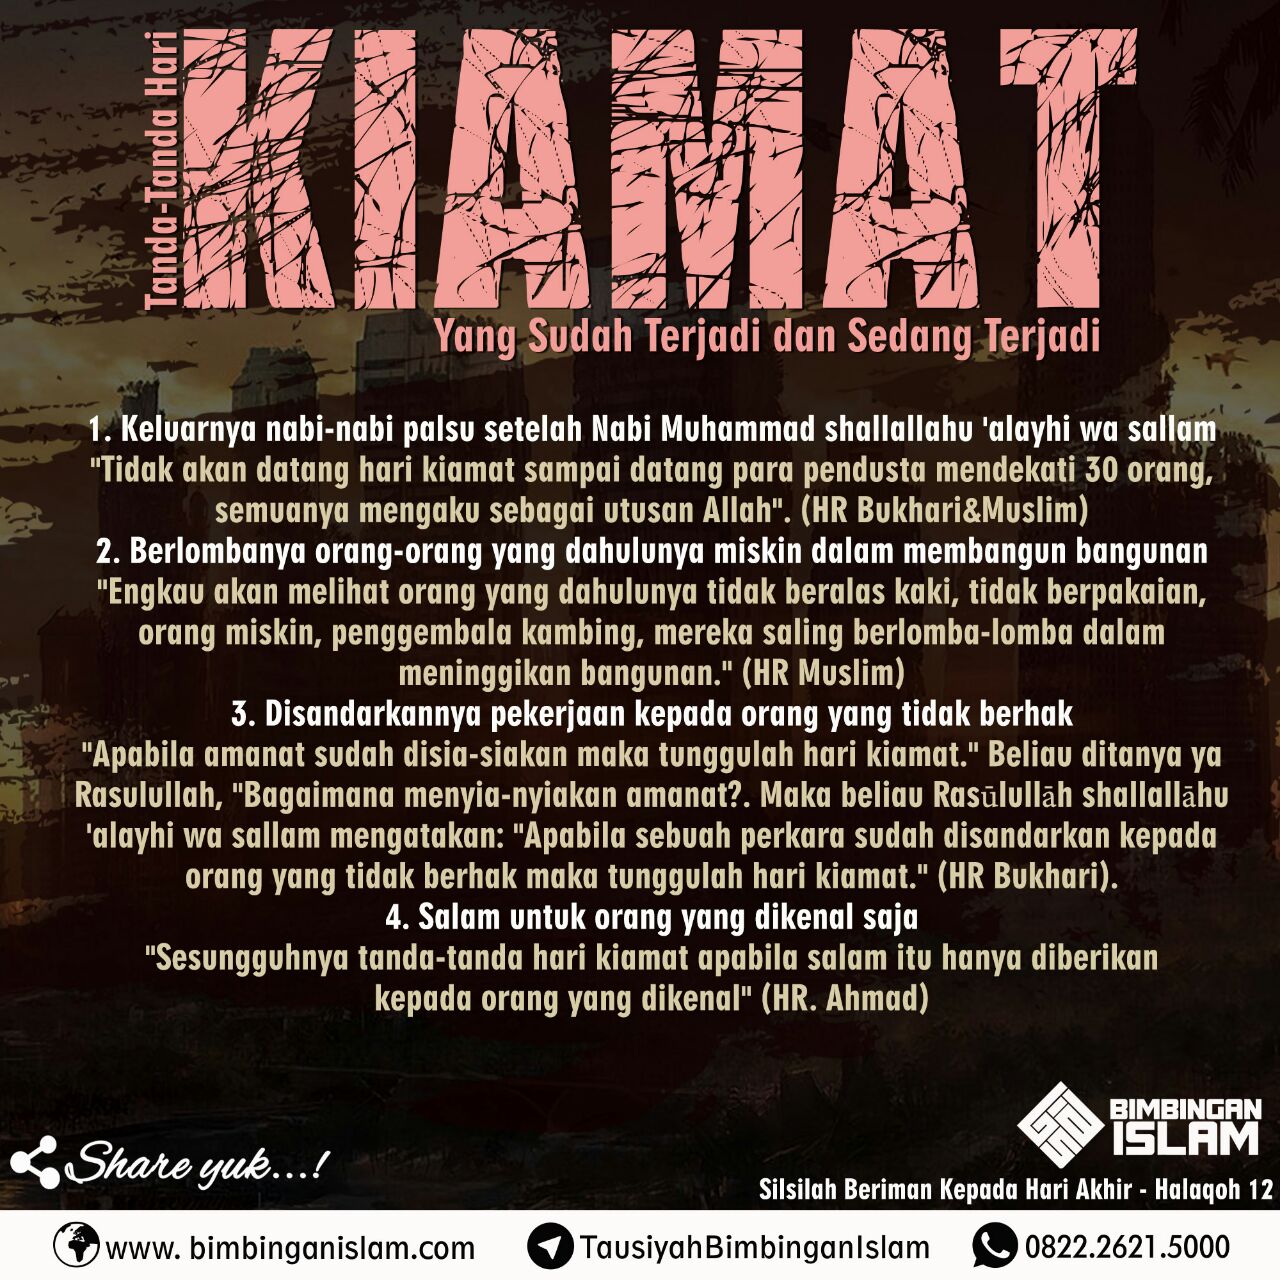 Tanda-Tanda Hari
KIAMAT
Yang Sudah Terjadi dan Sedang Terjadi
1. Keluarnya nabi-nabi palsu setelah Nabi Muhammad shallallahu 'alayhi wa sallam
"Tidak akan datang hari kiamat sampai datang para pendusta mendekati 30 orang,
semuanya mengaku sebagai utusan Allah". (HR Bukhari&Muslim)
2. Berlombanya orang-orang yang dahulunya miskin dalam membangun bangunan
"Engkau akan melihat orang yang dahulunya tidak beralas kaki, tidak berpakaian,
orang miskin, penggembala kambing, mereka saling berlomba-lomba dalam
meninggikan bangunan." (HR Muslim)
3. Disandarkannya pekerjaan kepada orang yang tidak berhak
"Apabila amanat sudah disia-siakan maka tunggulah hari kiamat." Beliau ditanya ya
Rasulullah, "Bagaimana menyia-nyiakan amanat?. Maka beliau Rasūlullāh shallallāhu
'alayhi wa sallam mengatakan: "Apabila sebuah perkara sudah disandarkan kepada
orang yang tidak berhak maka tunggulah hari kiamat." (HR Bukhari).
4. Salam untuk orang yang dikenal saja
"Sesungguhnya tanda-tanda hari kiamat apabila salam itu hanya diberikan
kepada orang yang dikenal" (HR. Ahmad)
BIMBINGAN
ISLAM
Share yuk...!
Silsilah Beriman Kepada Hari Akhir - Halaqoh 12
www. bimbinganislam.com
TausiyahBimbinganIslam
0822.2621.5000